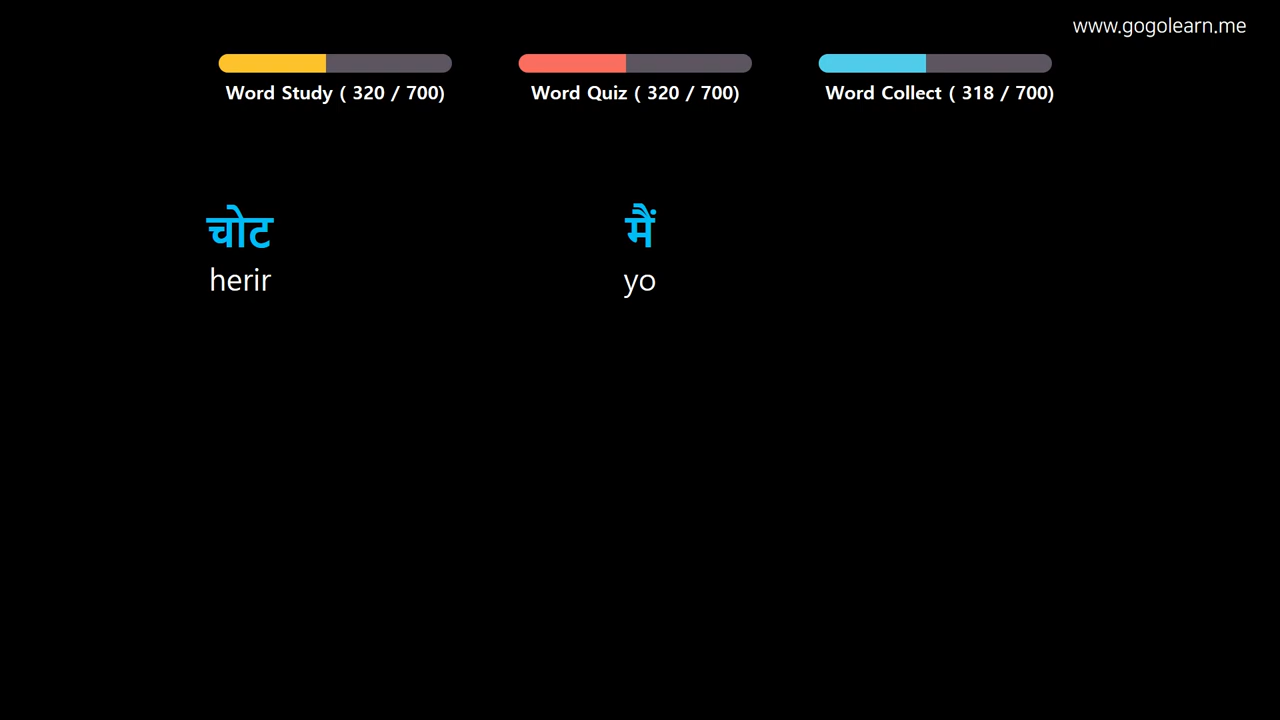 www.gogolearn.me
Word Study ( 320 / 700)
Word Quiz ( 320 / 700)
Word Collect ( 318 / 700)
चोट
herir
मैं
yo